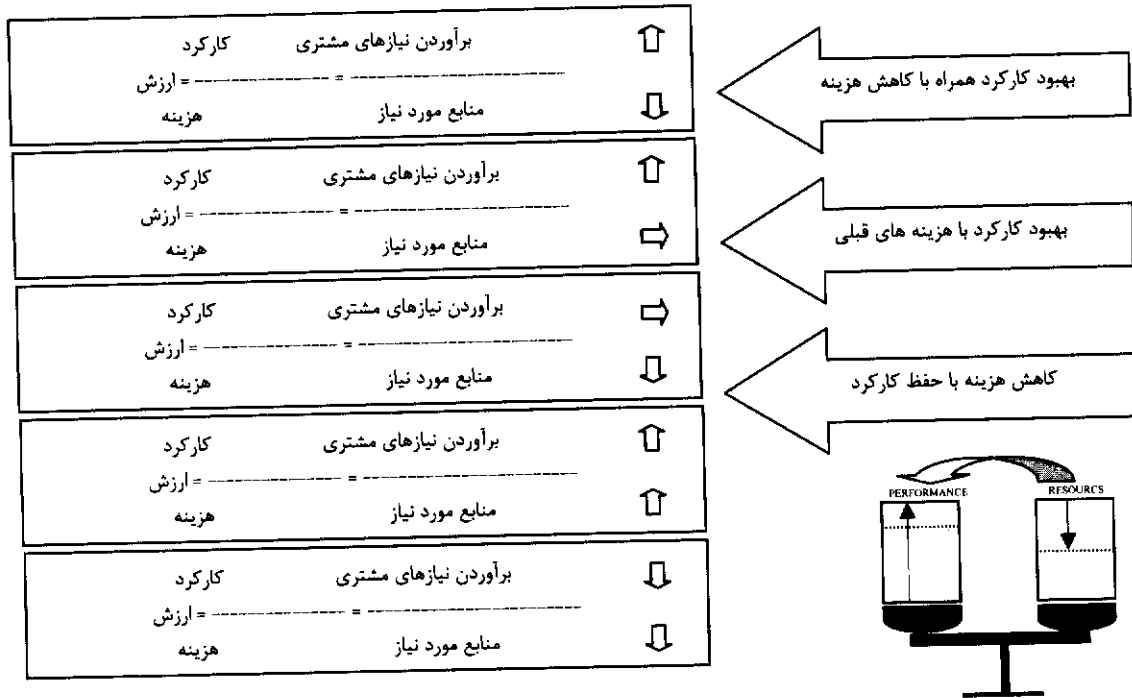 کارکرد برآوردن نیازهای مشتری
ارزش = ------------------ = ------------------
هزینه منابع مورد نیاز
بهبود کارکرد همراه با کاهش هزینه
کارکرد برآوردن نیازهای مشتری
ارزش = ------------------ = ------------------
هزینه منابع مورد نیاز
بهبود کارکرد با هزینه های قبلی
کارکرد برآوردن نیازهای مشتری
ارزش = ------------------ = ------------------
هزینه منابع مورد نیاز
کاهش هزینه با حفظ کارکرد
کارکرد برآوردن نیازهای مشتری
ارزش = ------------------ = ------------------
هزینه منابع مورد نیاز
کارکرد برآوردن نیازهای مشتری
ارزش = ------------------ = ------------------
هزینه منابع مورد نیاز
PERFORMANCE RESOURCS